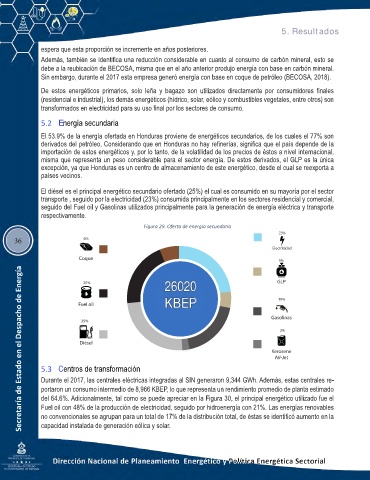 5. Resultados
espera que esta proporción se incremente en años posteriores.
Además, también se identifica una reducción considerable en cuanto al consumo de carbón mineral, esto se
debe a la reubicación de BECOSA, misma que en el año anterior produjo energía con base en carbón mineral.
Sin embargo, durante el 2017 esta empresa generó energía con base en coque de petróleo (BECOSA, 2018).
De estos energéticos primarios, solo leña y bagazo son utilizados directamente por consumidores finales
(residencial e industrial), los demás energéticos (hídrico, solar, eólico y combustibles vegetales, entre otros) son
transformados en electricidad para su uso final por los sectores de consumo.
5.2 Energía secundaria
El 53.9% de la energía ofertada en Honduras proviene de energéticos secundarios, de los cuales el 77% son
derivados del petróleo. Considerando que en Honduras no hay refinerías, significa que el país depende de la
importación de estos energéticos y, por lo tanto, de la volatilidad de los precios de éstos a nivel internacional,
misma que representa un peso considerable para el sector energía. De estos derivados, el GLP es la única
excepción, ya que Honduras es un centro de almacenamiento de este energético, desde el cual se reexporta a
países vecinos.
El diésel es el principal energético secundario ofertado (25%) el cual es consumido en su mayoría por el sector
transporte , seguido por la electricidad (23%) consumida principalmente en los sectores residencial y comercial,
seguido del Fuel oil y Gasolinas utilizados principalmente para la generación de energía eléctrica y transporte
respectivamente.
Figura 29. Oferta de energía secundaria
36
Coque
Fuel oil
25%
Diésel
26020
KBEP
23%
Electricidad
GLP
Gasolinas
Kerosene
Av-Jet
5.3 Centros de transformación
Durante el 2017, las centrales eléctricas integradas al SIN generaron 9,344 GWh. Además, estas centrales re-
portaron un consumo intermedio de 8,966 KBEP, lo que representa un rendimiento promedio de planta estimado
del 64.6%. Adicionalmente, tal como se puede apreciar en la Figura 30, el principal energético utilizado fue el
Fuel oil con 48% de la producción de electricidad, seguido por hidroenergía con 21%. Las energías renovables
no convencionales se agrupan para un total de 17% de la distribución total, de éstas se identificó aumento en la
capacidad instalada de generación eólica y solar.
Secretaría de Estado en el Despacho de Energía
Dirección Nacional de Planeamiento Energético y Política Energética Sectorial